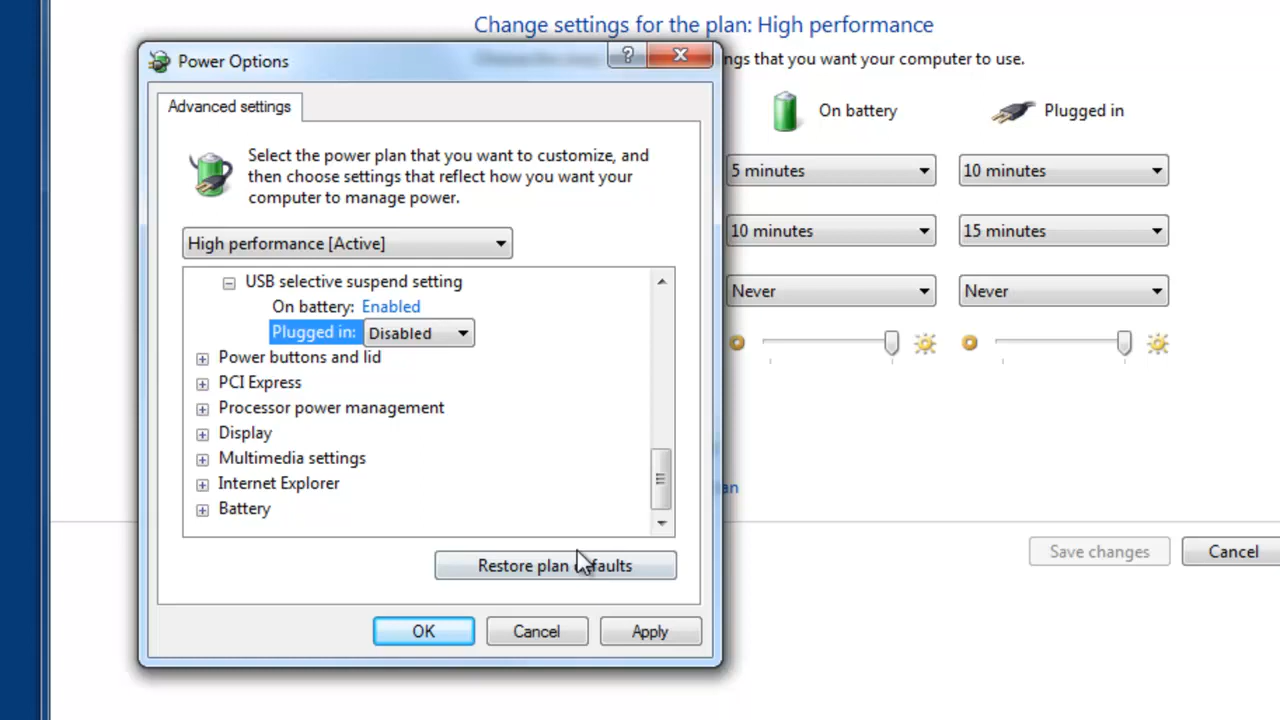 Change settings for the plan: High performance
ngs that you want your computer to use.
Power Options
?
Advanced settings
Select the power plan that you want to customize, and
then choose settings that reflect how you want your
computer to manage power.
High performance [Active]
USB selective suspend setting
On battery: Enabled
Plugged in: Disabled
Power buttons and lid
PCI Express
Processor power management
Display
Multimedia settings
Internet Explorer
Battery
Restore plan defaults
OK
Cancel
Apply
On battery
Plugged in
5 minutes
10 minutes
10 minutes
15 minutes
Never
Never
an
Save changes
Cancel